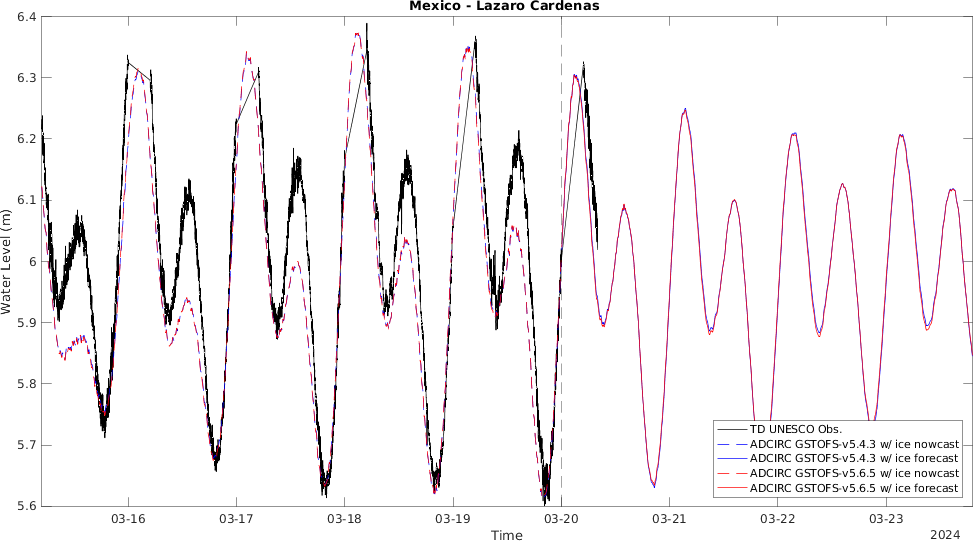 Mexico - Lazaro Cardenas
6.4
6.3
6.2
6.1
6
5.9
5.8
5.7
5.6
Water Level (m)
TD UNESCO Obs.
ADCIRC GSTOFS-v5.4.3 w/ ice nowcast
ADCIRC GSTOFS-v5.4.3 w/ ice forecast
ADCIRC GSTOFS-v5.6.5 w/ ice nowcast
ADCIRC GSTOFS-v5.6.5 w/ ice forecast
03-16 03-17 03-18 03-19 03-20 03-21 03-22 03-23
Time
2024